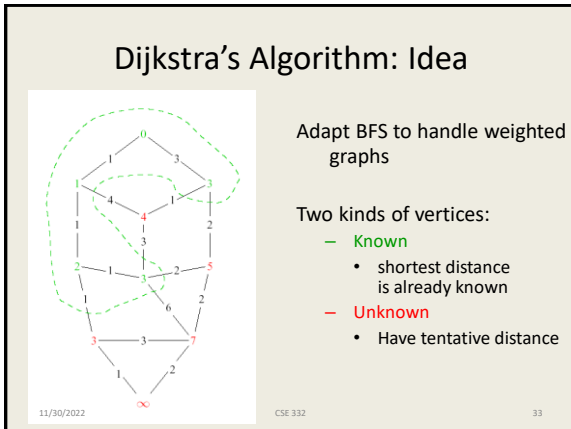 Dijkstra's Algorithm: Idea
0
1 3
1 3
4 1
4
1 3 2
2 1 3 2 5
1 6 2
3 3 7
1 2
∞
Adapt BFS to handle weighted
graphs
Two kinds of vertices:
– Known
• shortest distance
is already known
– Unknown
• Have tentative distance
11/30/2022 CSE 332 33